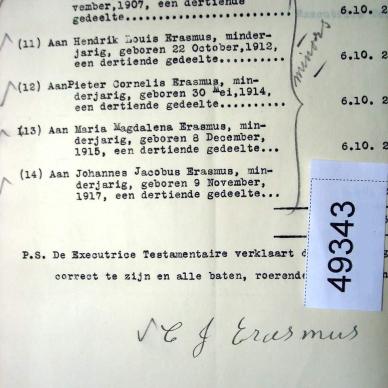 vember,1907, een dertiende
gedeelte................ 6.10. 2
(11) Aan Hendrik Louis Erasmus, minder-
jarig, geboren 22 October,1912,
een dertiende gedeelte.......... 6.10. 2
minors
(12) AanPieter Cornelis Erasmus, min-
derjarig, geboren 30 Mei,1914,
een dertiende gedeelte.......... 6.10. 2
(13) Aan Maria Magdalena Erasmus, min-
derjarig, geboren 8 December,
1915, een dertiende gedeelte... 6.10. 2
(14) Aan Johannes Jacobus Erasmus, min-
derjarig, geboren 9 November,
1917, een dertiende gedeelte...
49343
P.S. De Executrice Testamentaire verklaart d
correct te zijn en alle baten, roerende
J Erasmus